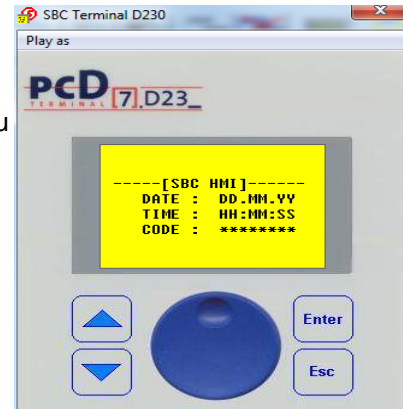 SBC Terminal D230
Play as
PCD [7].D23_
TERMINAL
u
-----[SBC HMI]------
DATE : DD.MM.YY
TIME : HH:MM:SS
CODE : ********
Enter
Esc